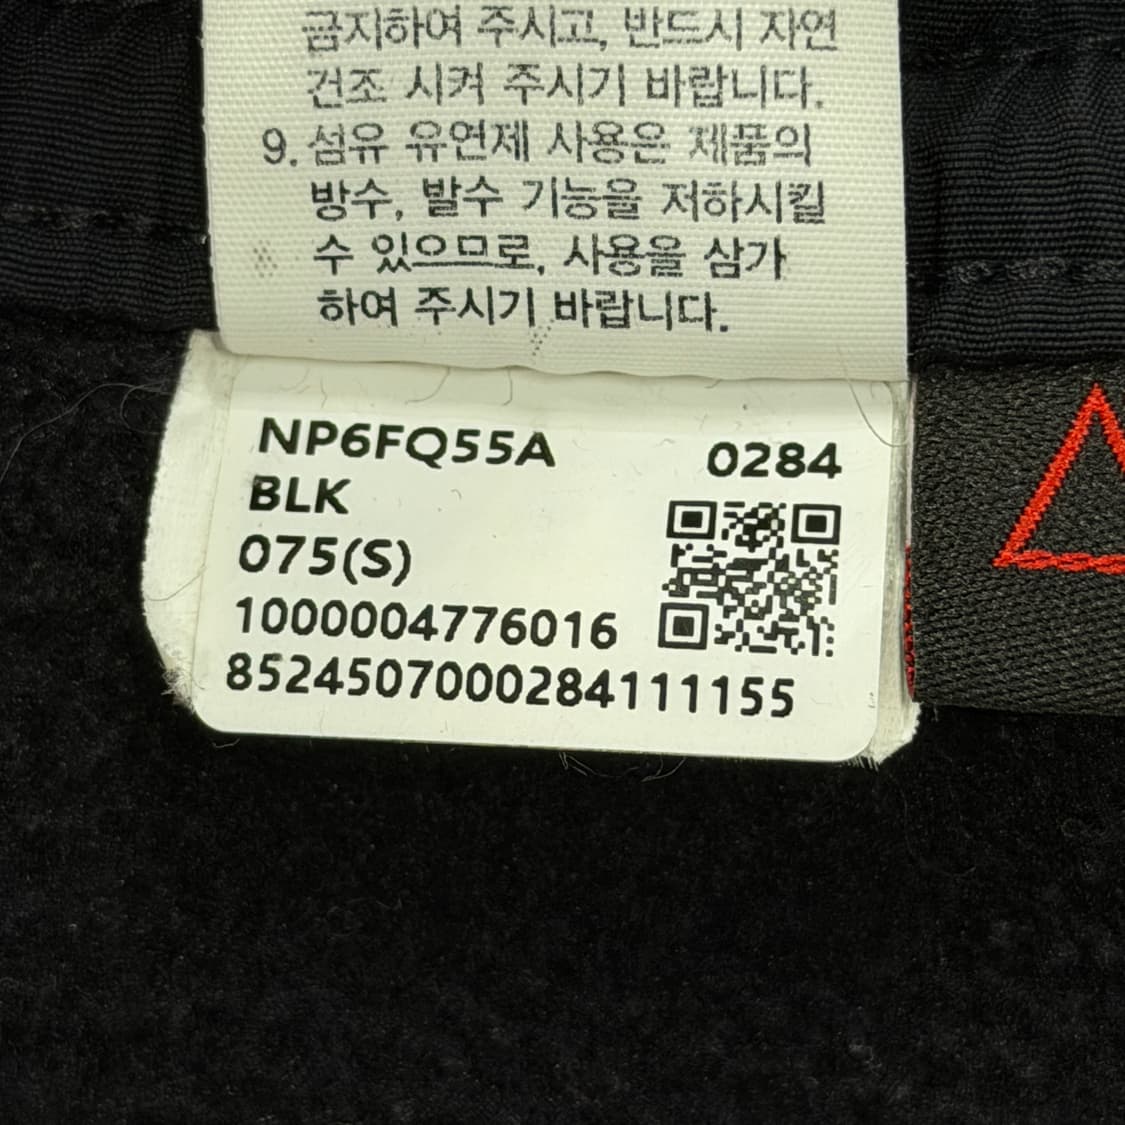 금지하여 주시고, 반드시 자연
건조 시켜 주시기 바랍니다.
9. 섬유 유연제 사용은 제품의
방수, 발수 기능을 저하시킬
수 있으므로, 사용을 삼가
하여 주시기 바랍니다.
NP6FQ55A 0284
BLK
075(S)
1000004776016
85245070002841​11155